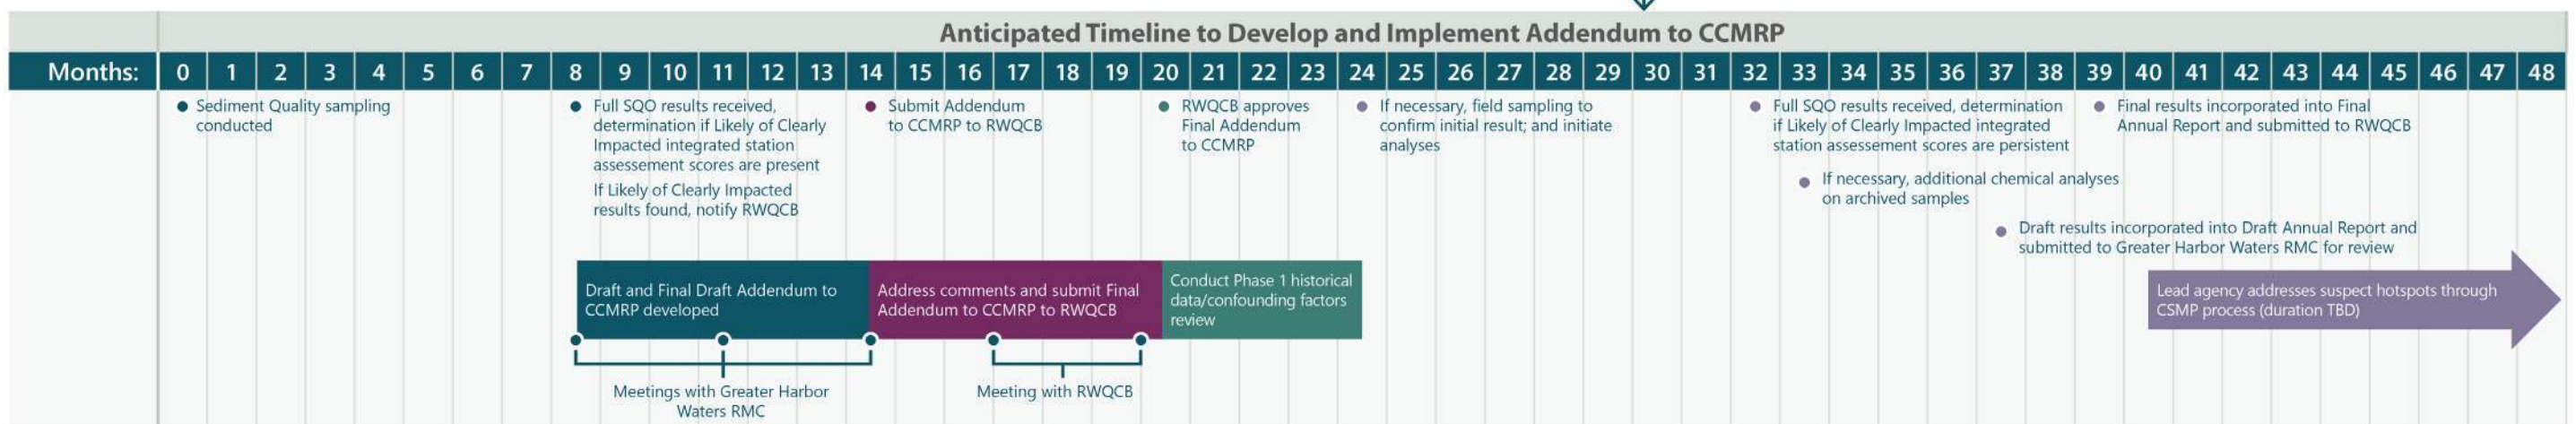 Anticipated Timeline to Develop and Implement Addendum to CCMRP
Months: 0 1 2 3 4 5 6 7 8 9 10 11 12 13 14 15 16 17 18 19 20 21 22 23 24 25 26 27 28 29 30 31 32 33 34 35 36 37 38 39 40 41 42 43 44 45 46 47 48
Sediment Quality sampling
conducted
Full SQO results received,
determination if Likely of Clearly
Impacted integrated station
assessement scores are present
If Likely of Clearly Impacted
results found, notify RWQCB
Submit Addendum
to CCMRP to RWQCB
RWQCB approves
Final Addendum
to CCMRP
If necessary, field sampling to
confirm initial result; and initiate
analyses
Full SQO results received, determination
if Likely of Clearly Impacted integrated
station assessement scores are persistent
If necessary, additional chemical analyses
on archived samples
Draft results incorporated into Draft Annual Report and
submitted to Greater Harbor Waters RMC for review
Final results incorporated into Final
Annual Report and submitted to RWQCB
Draft and Final Draft Addendum to
CCMRP developed
Address comments and submit Final
Addendum to CCMRP to RWQCB
Conduct Phase 1 historical
data/confounding factors
review
Lead agency addresses suspect hotspots through
CSMP process (duration TBD)
Meetings with Greater Harbor
Waters RMC
Meeting with RWQCB